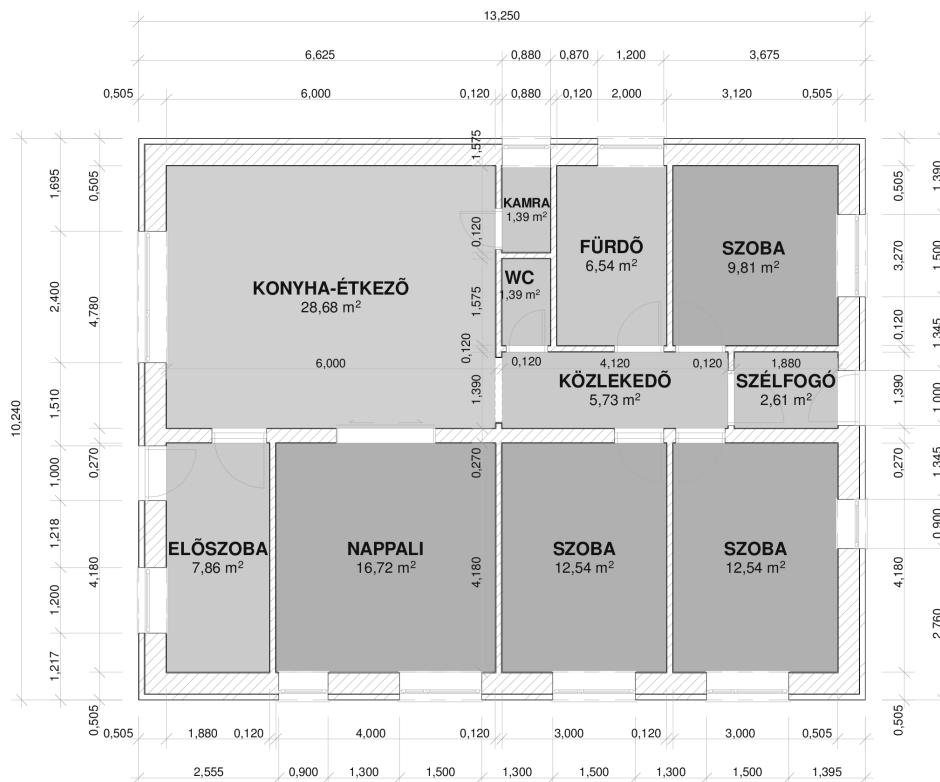 13,250
6,625 0,880 0,870 1,200 3,675
0,505 6,000 0,120 0,880 0,120 2,000 3,120 0,505
10,240
1,695
2,400
1,510
1,000
1,218
1,200
1,217
0,505
4,780
0,270
4,180
0,505
1,575
0,120
1,575
0,120
1,390
0,270
4,180
KONYHA-ÉTKEZÕ
28,68 m²
6,000
KAMRA
1,39 m²
WC
1,39 m²
FÜRDÕ
6,54 m²
SZOBA
9,81 m²
0,120 4,120 0,120 1,880
KÖZLEKEDÕ
5,73 m²
SZÉLFOGÓ
2,61 m²
ELÕSZOBA
7,86 m²
NAPPALI
16,72 m²
SZOBA
12,54 m²
SZOBA
12,54 m²
0,505
3,270
0,120
1,390
0,270
4,180
0,505
1,390
1,500
1,345
1,000
1,345
0,900
2,760
0,505 1,880 0,120 4,000 0,120 3,000 0,120 3,000 0,505
2,555 0,900 1,300 1,500 1,300 1,500 1,300 1,500 1,395